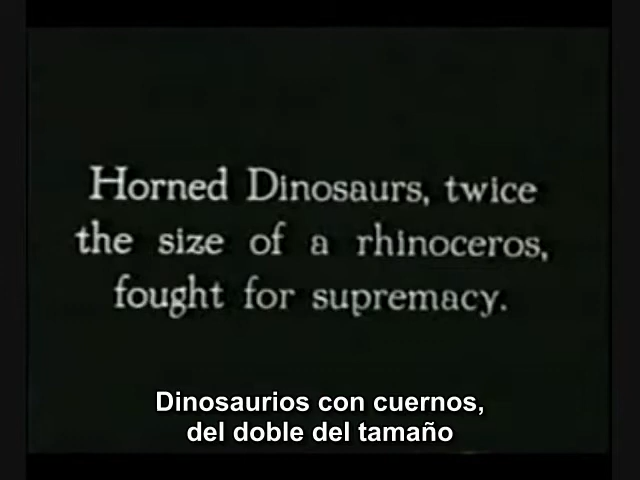 Horned Dinosaurs, twice
the size of a rhinoceros,
fought for supremacy.
Dinosaurios con cuernos,
del doble del tamaño